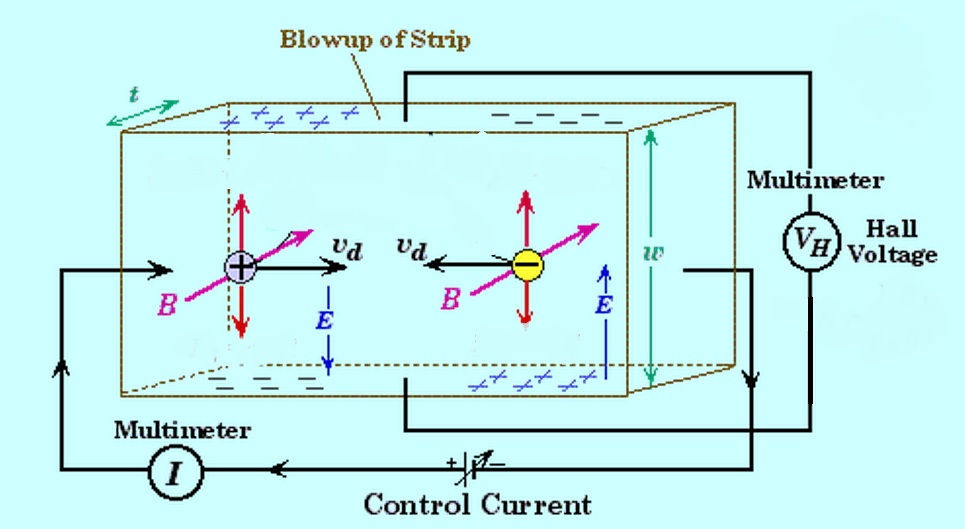 Blowup of Strip
t
+ + + + + +
− − − − − − −
Multimeter
V_H
Hall
Voltage
w
+
v_d
v_d
−
B
E
B
E
− − − − − −
+ + + + + +
Multimeter
I
+ −
Control Current